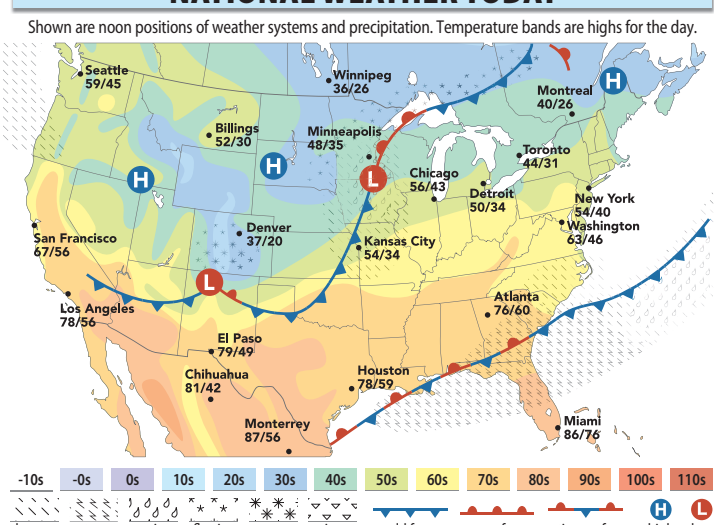 NATIONAL WEATHER TODAY
Shown are noon positions of weather systems and precipitation. Temperature bands are highs for the day.
Seattle
59/45
Winnipeg
36/26
H
Montreal
40/26
Billings
52/30
Minneapolis
48/35
Toronto
44/31
H
H
L
Chicago
56/43
Detroit
50/34
New York
54/40
Denver
37/20
Washington
63/46
San Francisco
67/56
Kansas City
54/34
L
Los Angeles
78/56
Atlanta
76/60
El Paso
79/49
Chihuahua
81/42
Houston
78/59
Monterrey
87/56
Miami
86/76
-10s -0s 0s 10s 20s 30s 40s 50s 60s 70s 80s 90s 100s 110s
H L